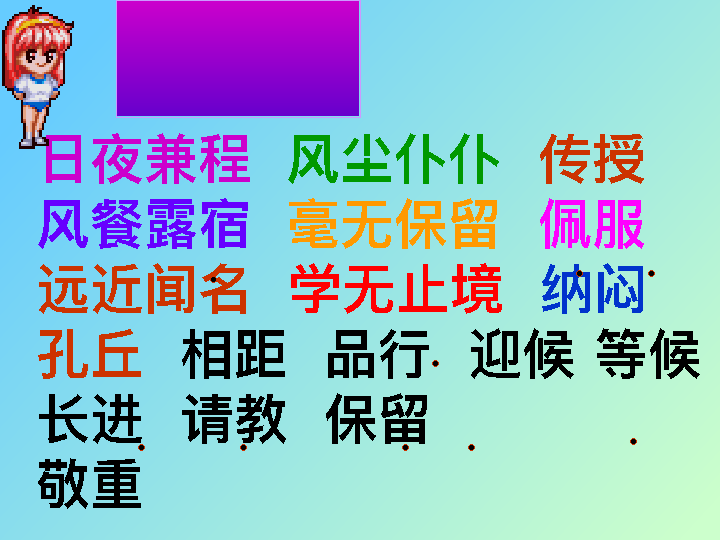 日夜兼程 风尘仆仆 传授
风餐露宿 毫无保留 佩服
远近闻名 学无止境 纳闷
孔丘 相距 品行 迎候 等候
长进 请教 保留
敬重